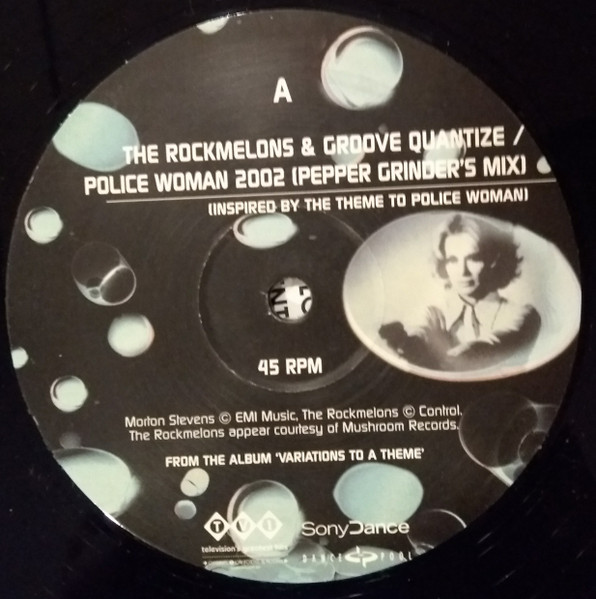 A
THE ROCKMELONS & GROOVE QUANTIZE /
POLICE WOMAN 2002 (PEPPER GRINDER'S MIX)
(INSPIRED BY THE THEME TO POLICE WOMAN)
45 RPM
Morton Stevens © EMI Music, The Rockmelons © Control.
The Rockmelons appear courtesy of Mushroom Records.
FROM THE ALBUM 'VARIATIONS TO A THEME'
TVT SonyDance
television's greatest hits
DANCE POOL